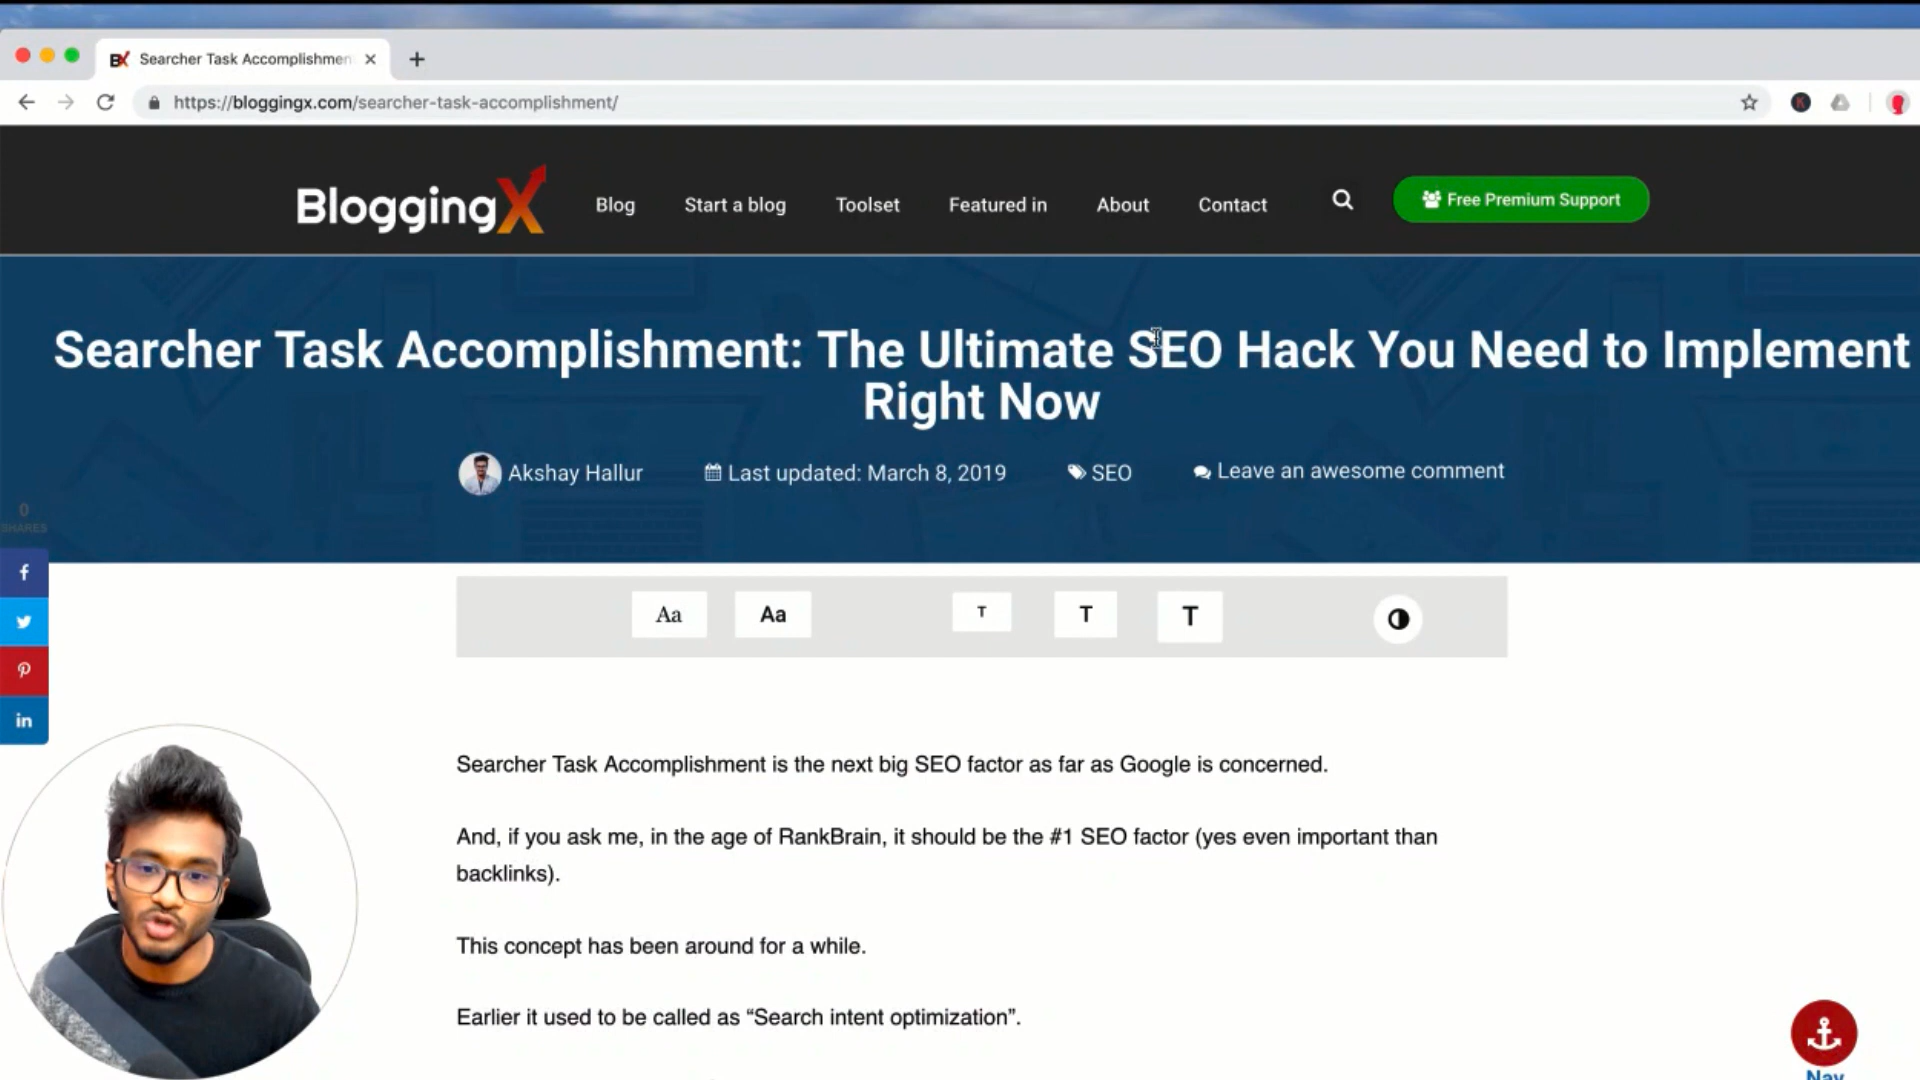 BX Searcher Task Accomplishmen
https://bloggingx.com/searcher-task-accomplishment/
BloggingX
Blog Start a blog Toolset Featured in About Contact
Free Premium Support
Searcher Task Accomplishment: The Ultimate SEO Hack You Need to Implement
Right Now
Akshay Hallur Last updated: March 8, 2019 SEO Leave an awesome comment
0
SHARES
Aa Aa T T T
Searcher Task Accomplishment is the next big SEO factor as far as Google is concerned.
And, if you ask me, in the age of RankBrain, it should be the #1 SEO factor (yes even important than
backlinks).
This concept has been around for a while.
Earlier it used to be called as “Search intent optimization”.
Nav